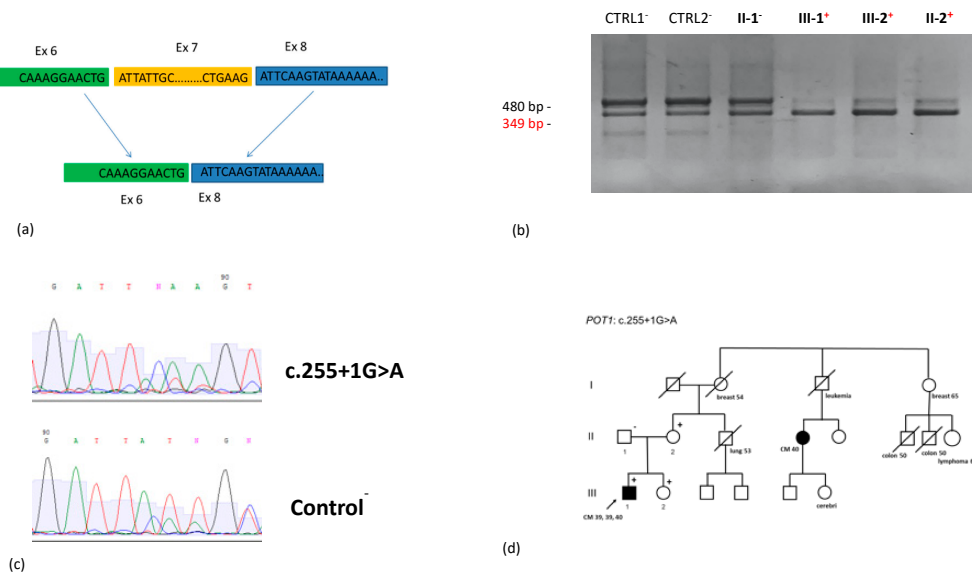 Ex 6 Ex 7 Ex 8
CAAAGGAACTG ATTATTGC.........CTGAAG ATTCAAGTATAAAAAA..
CAAAGGAACTG ATTCAAGTATAAAAAA..
Ex 6 Ex 8
(a)
CTRL1- CTRL2- II-1- III-1+ III-2+ II-2+
480 bp -
349 bp -
(b)
90
G A T T N A A G T
c.255+1G>A
90
G A T T A T N G N
Control-
(c)
POT1: c.255+1G>A
I
breast 54 leukemia breast 65
II
- + 
1 2 lung 53 CM 40 colon 50 colon 50
lymphoma
III
+ +
1 2 cerebri
CM 39, 39, 40
(d)